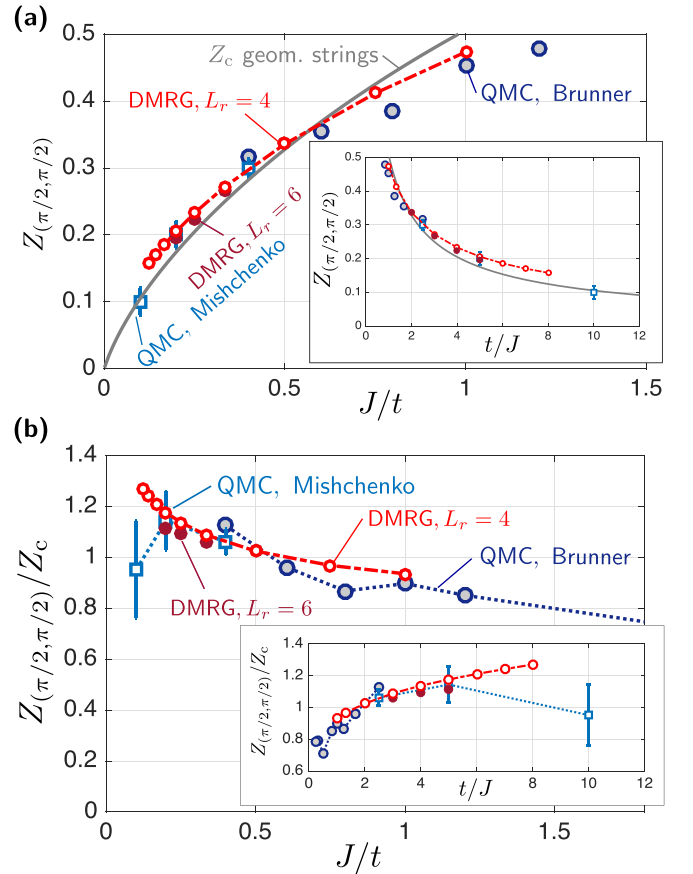 (a)
Z_(π/2,π/2)
0.5
0.4
0.3
0.2
0.1
0
Z_c geom. strings
DMRG, L_r = 4
QMC, Brunner
DMRG, L_r = 6
QMC, Mishchenko
0 0.5 1 1.5
J/t
Z_(π/2,π/2)
0.5
0.4
0.3
0.2
0.1
0
0 2 4 6 8 10 12
t/J
(b)
Z_(π/2,π/2)/Z_c
1.4
1.2
1
0.8
0.6
0.4
0.2
0
QMC, Mishchenko
DMRG, L_r = 4
QMC, Brunner
DMRG, L_r = 6
0 0.5 1 1.5
J/t
Z_(π/2,π/2)/Z_c
1.4
1.2
1
0.8
0.6
0 2 4 6 8 10 12
t/J